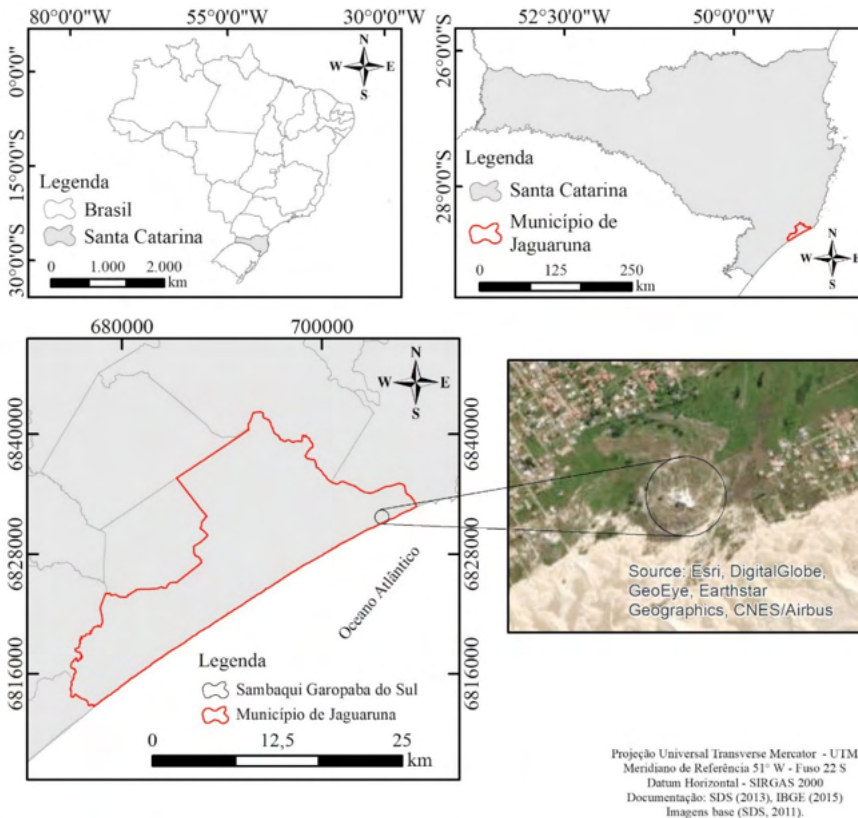 80°0'0"W 55°0'0"W 30°0'0"W
0°0'0"
15°0'0"S
30°0'0"S
N
W E
S
Legenda
Brasil
Santa Catarina
0 1.000 2.000
km
52°30'0"W 50°0'0"W
26°0'0"S
28°0'0"S
Legenda
Santa Catarina
Município de
Jaguaruna
0 125 250
km
N
W E
S
680000 700000
6840000
6828000
6816000
N
W E
S
6840000
6828000
6816000
Oceano Atlântico
Legenda
Sambaqui Garopaba do Sul
Município de Jaguaruna
0 12,5 25
km
Source: Esri, DigitalGlobe,
GeoEye, Earthstar
Geographics, CNES/Airbus
Projeção Universal Transverse Mercator - UTM
Meridiano de Referência 51° W - Fuso 22 S
Datum Horizontal - SIRGAS 2000
Documentação: SDS (2013), IBGE (2015)
Imagens base (SDS, 2011).